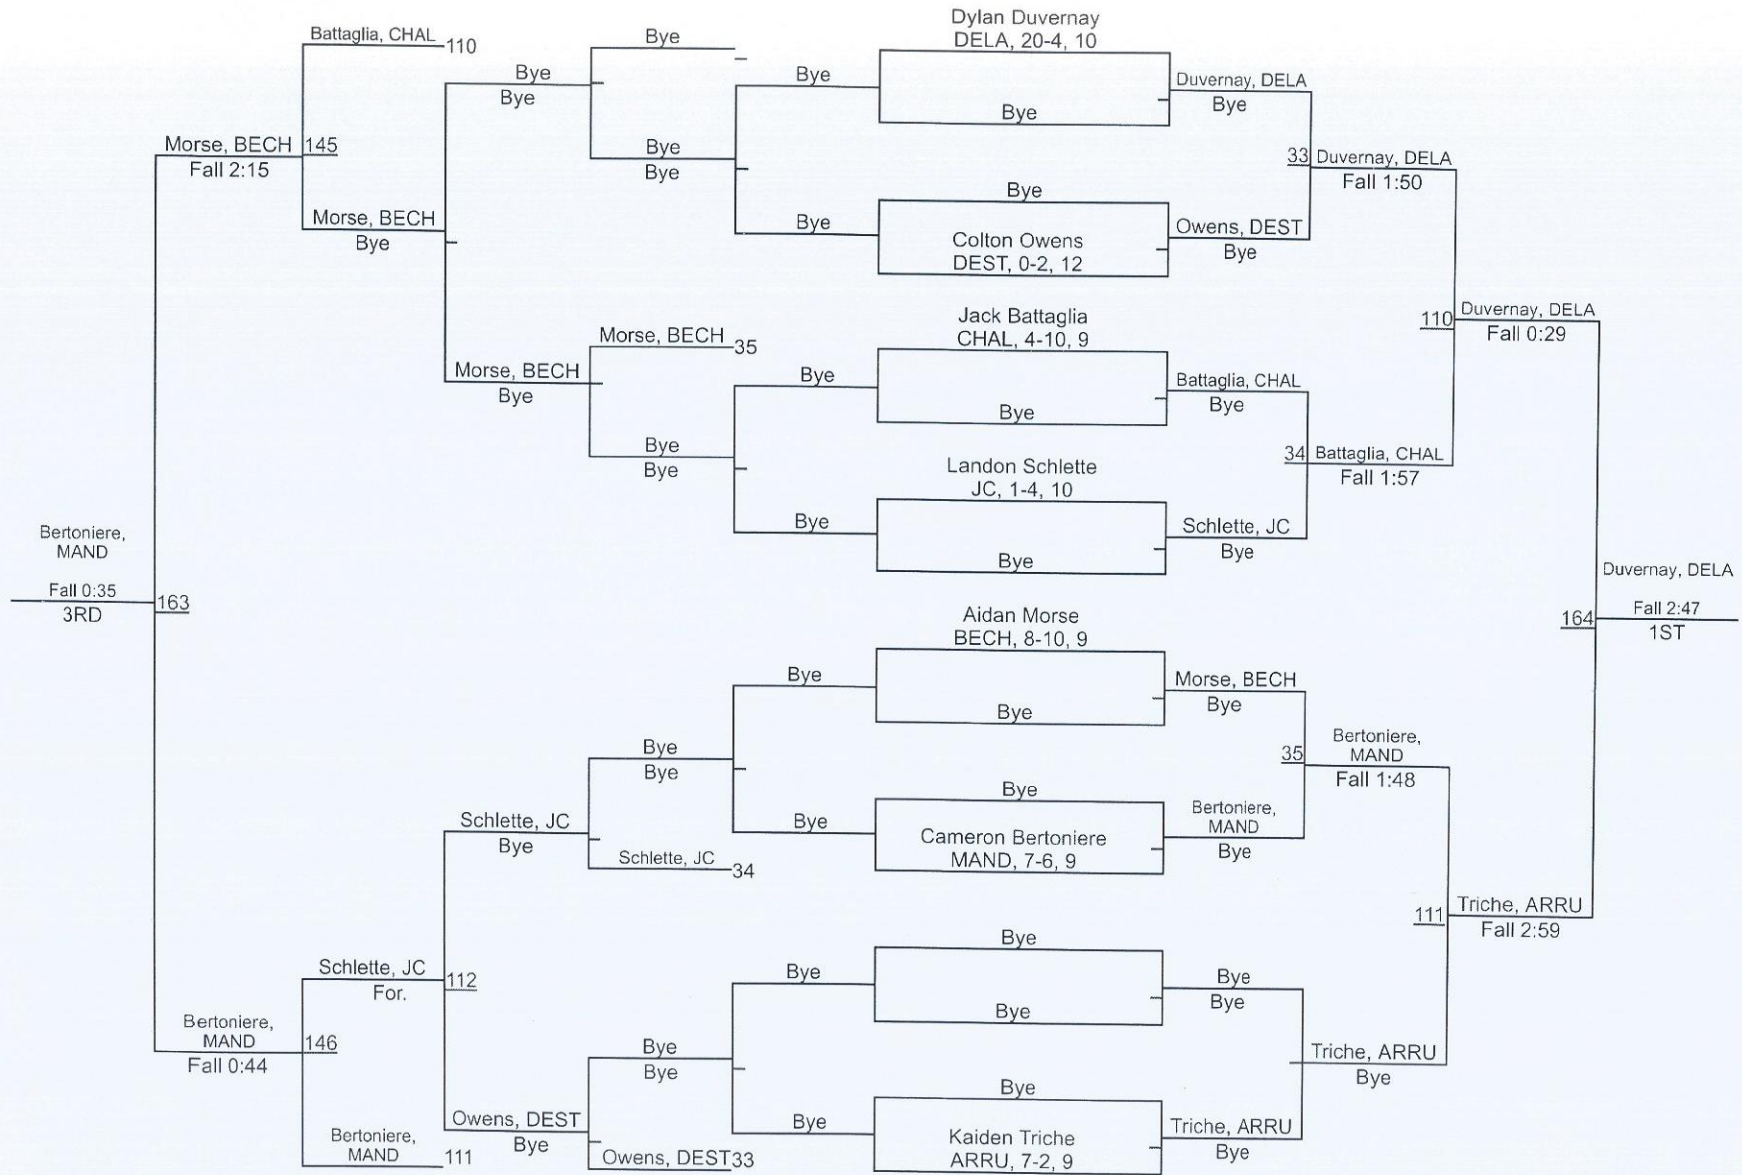 Dylan Duvernay
DELA, 20-4, 10
Bye
Bye
Colton Owens
DEST, 0-2, 12
Jack Battaglia
CHAL, 4-10, 9
Bye
Landon Schlette
JC, 1-4, 10
Bye
Aidan Morse
BECH, 8-10, 9
Bye
Bye
Cameron Bertoniere
MAND, 7-6, 9
Bye
Bye
Bye
Kaiden Triche
ARRU, 7-2, 9
Duvernay, DELA
Bye
Owens, DEST
Bye
Battaglia, CHAL
Bye
Schlette, JC
Bye
Morse, BECH
Bye
Bertoniere,
MAND
Bye
Bye
Bye
Triche, ARRU
Bye
33
Duvernay, DELA
Fall 1:50
34
Battaglia, CHAL
Fall 1:57
35
Bertoniere,
MAND
Fall 1:48
Triche, ARRU
Bye
110
Duvernay, DELA
Fall 0:29
111
Triche, ARRU
Fall 2:59
164
Duvernay, DELA
Fall 2:47
1ST
Bye
Bye
Bye
Bye
Bye
Bye
Bye
Bye
Bye
Bye
Bye
Morse, BECH
35
Bye
Bye
Bye
Bye
Schlette, JC
34
Bye
Bye
Owens, DEST
33
Bye
Bye
Morse, BECH
Bye
Schlette, JC
Bye
Owens, DEST
Bye
Battaglia, CHAL
110
Morse, BECH
Bye
Schlette, JC
For.
112
Bertoniere,
MAND
111
Morse, BECH
Fall 2:15
145
Bertoniere,
MAND
Fall 0:44
146
Bertoniere,
MAND
Fall 0:35
3RD
163